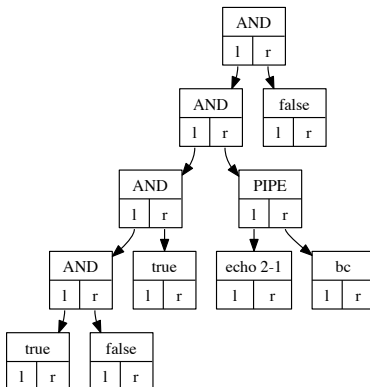 AND
l r
AND false
l r l r
AND PIPE
l r l r
AND true echo 2-1 bc
l r l r l r l r
true false
l r l r